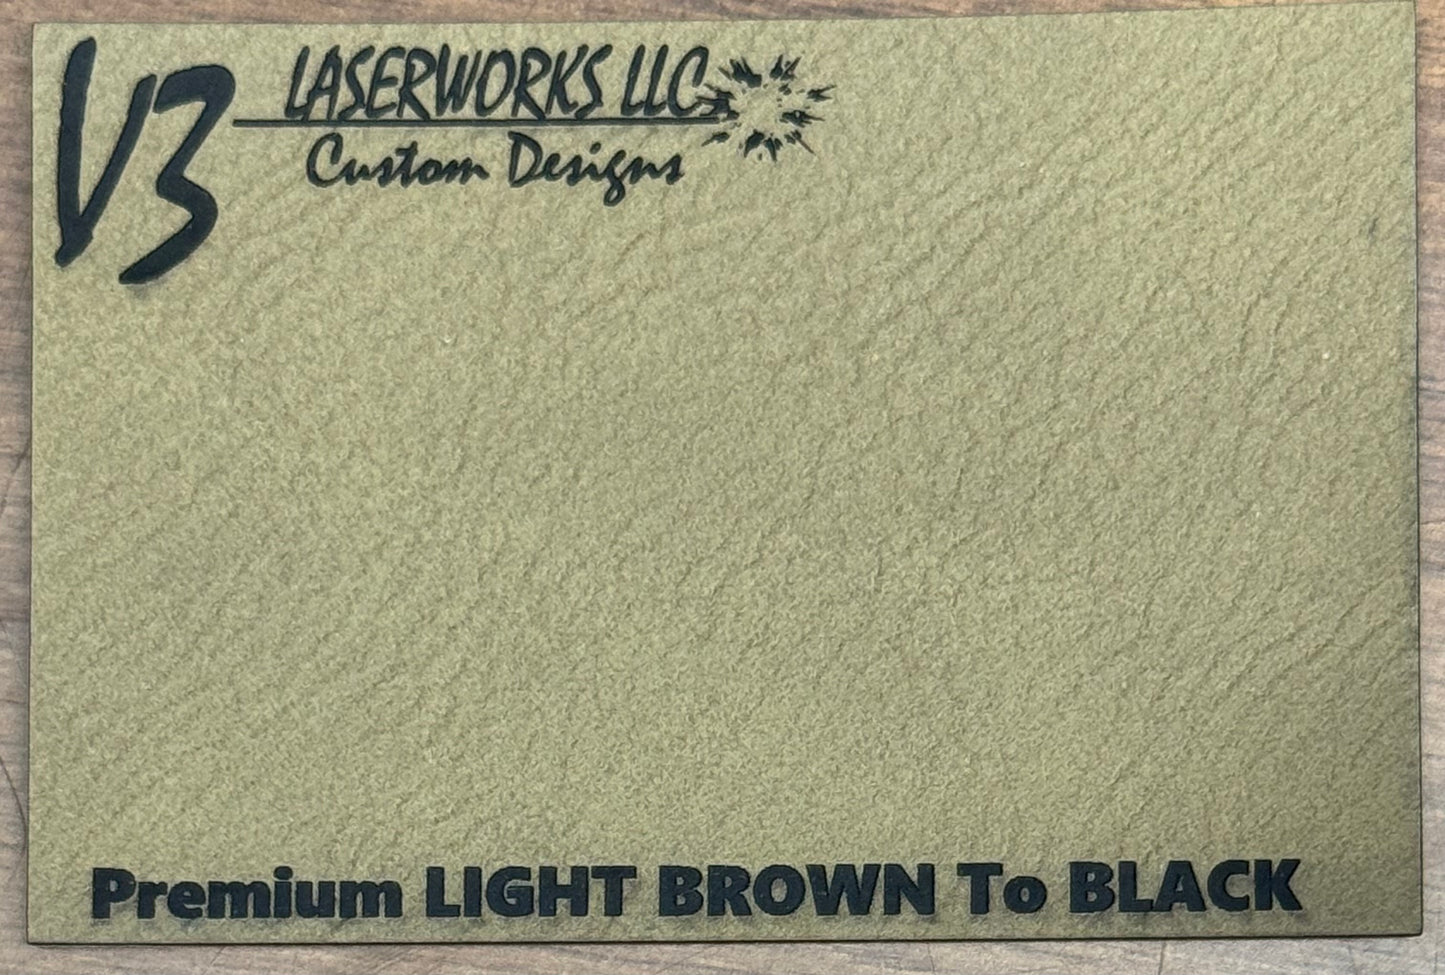 V3
LASERWORKS LLC
Custom Designs
Premium LIGHT BROWN To BLACK